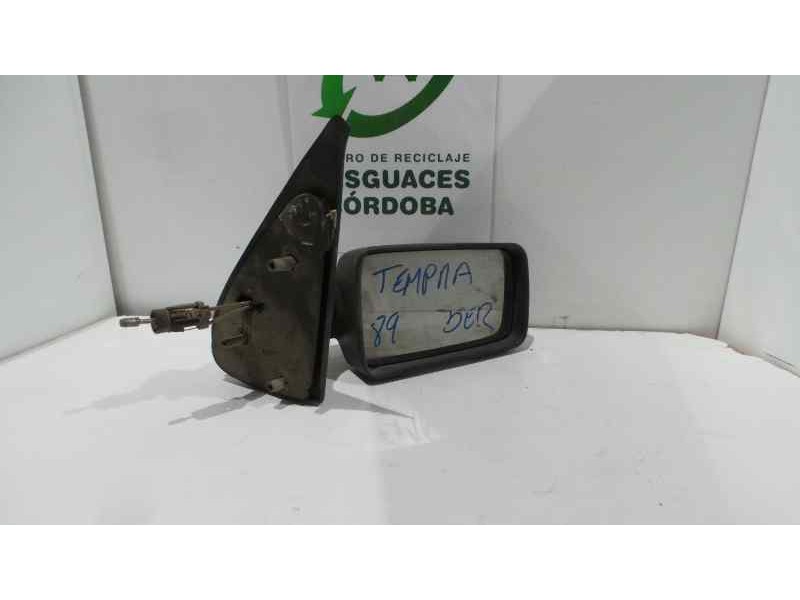 RO DE RECICLAJE
SGUACES
ÓRDOBA
TEMPRA
89 DER